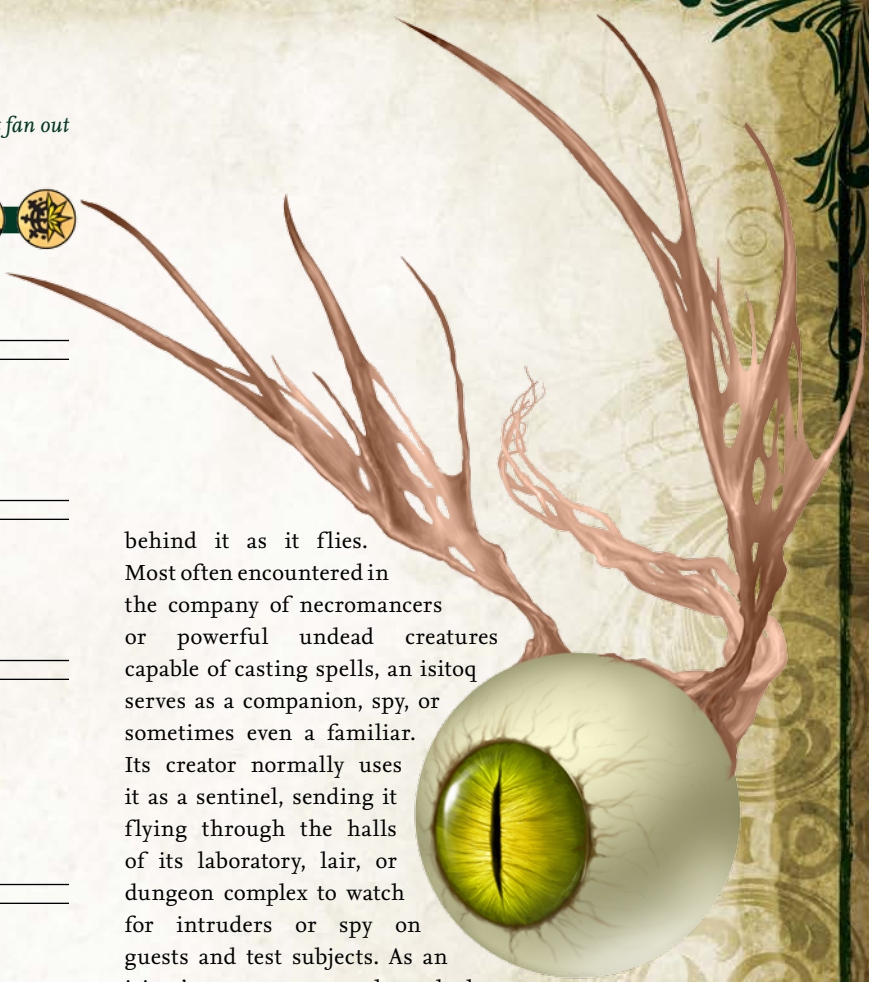 fan out
behind it as it flies.
Most often encountered in
the company of necromancers
or powerful undead creatures
capable of casting spells, an isitoq
serves as a companion, spy, or
sometimes even a familiar.
Its creator normally uses
it as a sentinel, sending it
flying through the halls
of its laboratory, lair, or
dungeon complex to watch
for intruders or spy on
guests and test subjects. As an